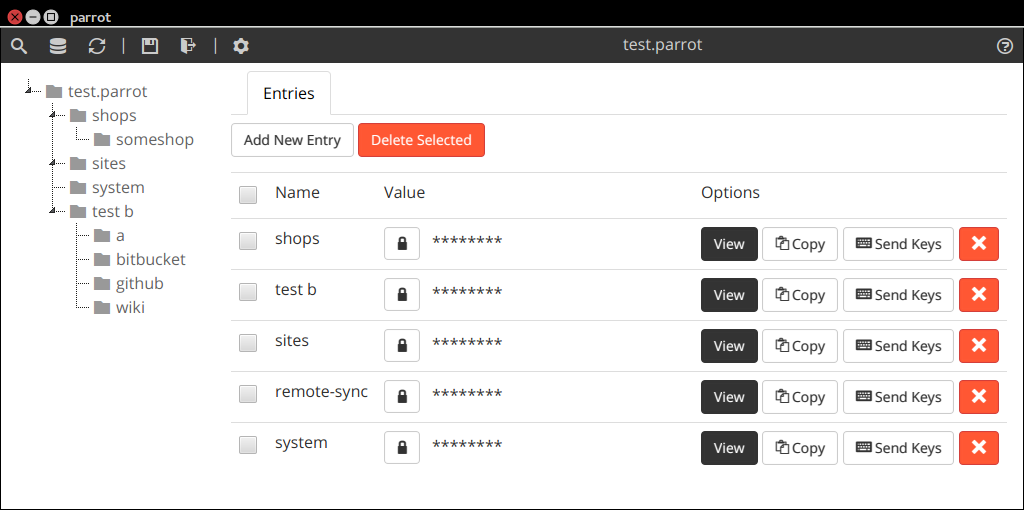 parrot
test.parrot
test.parrot
shops
someshop
sites
system
test b
a
bitbucket
github
wiki
Entries
Add New Entry Delete Selected
Name Value Options
shops ******** View Copy Send Keys
test b ******** View Copy Send Keys
sites ******** View Copy Send Keys
remote-sync ******** View Copy Send Keys
system ******** View Copy Send Keys